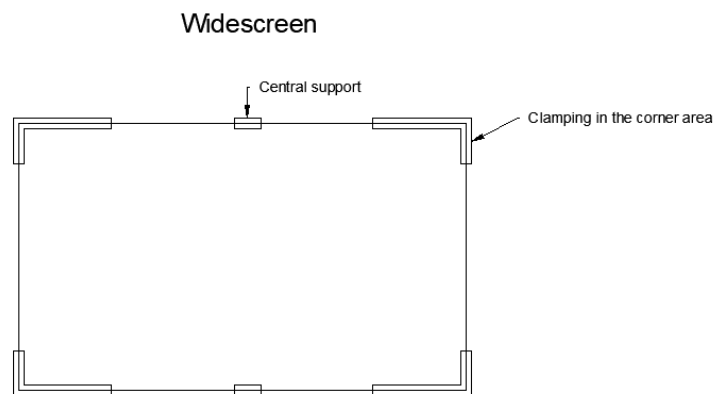 Widescreen
Central support
Clamping in the corner area